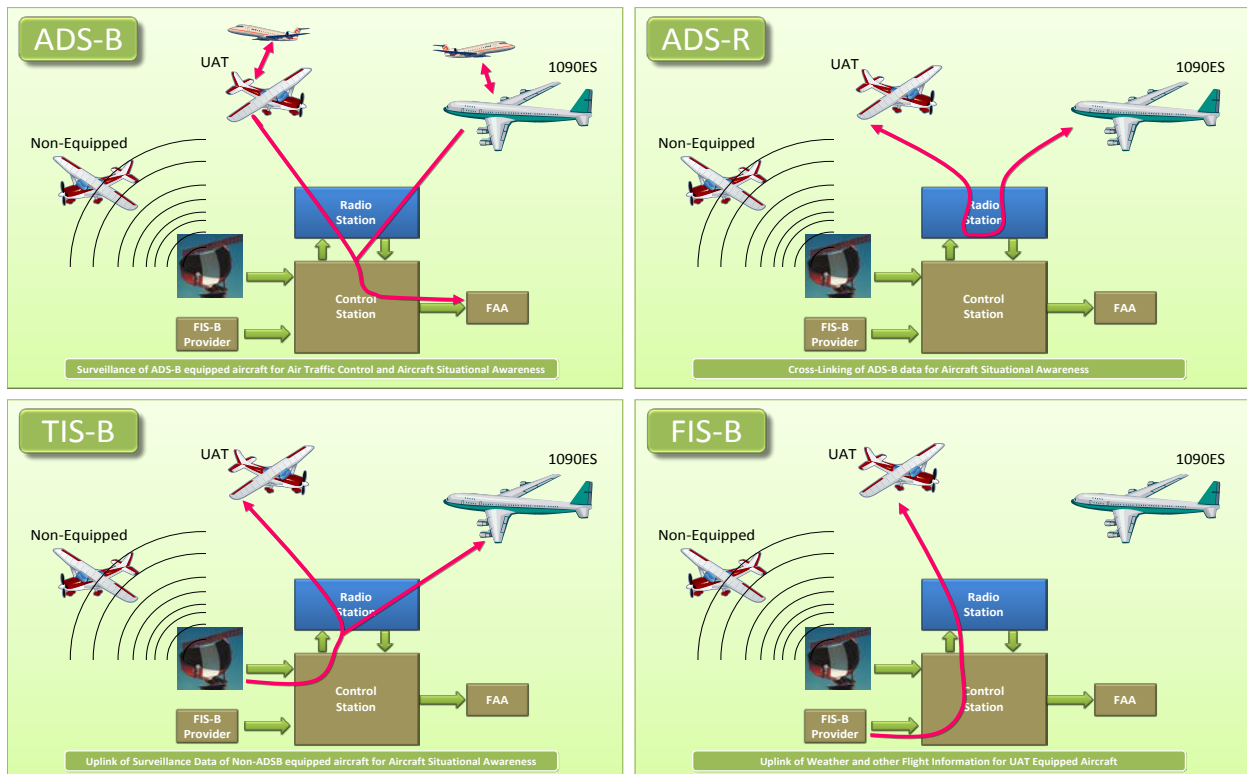 ADS-B
UAT
1090ES
Non-Equipped
Radio
Station
Control
Station
FAA
FIS-B
Provider
Surveillance of ADS-B equipped aircraft for Air Traffic Control and Aircraft Situational Awareness
ADS-R
UAT
1090ES
Non-Equipped
Radio
Station
Control
Station
FAA
FIS-B
Provider
Cross-Linking of ADS-B data for Aircraft Situational Awareness
TIS-B
UAT
1090ES
Non-Equipped
Radio
Station
Control
Station
FAA
FIS-B
Provider
Uplink of Surveillance Data of Non-ADSB equipped aircraft for Aircraft Situational Awareness
FIS-B
UAT
1090ES
Non-Equipped
Radio
Station
Control
Station
FAA
FIS-B
Provider
Uplink of Weather and other Flight Information for UAT Equipped Aircraft